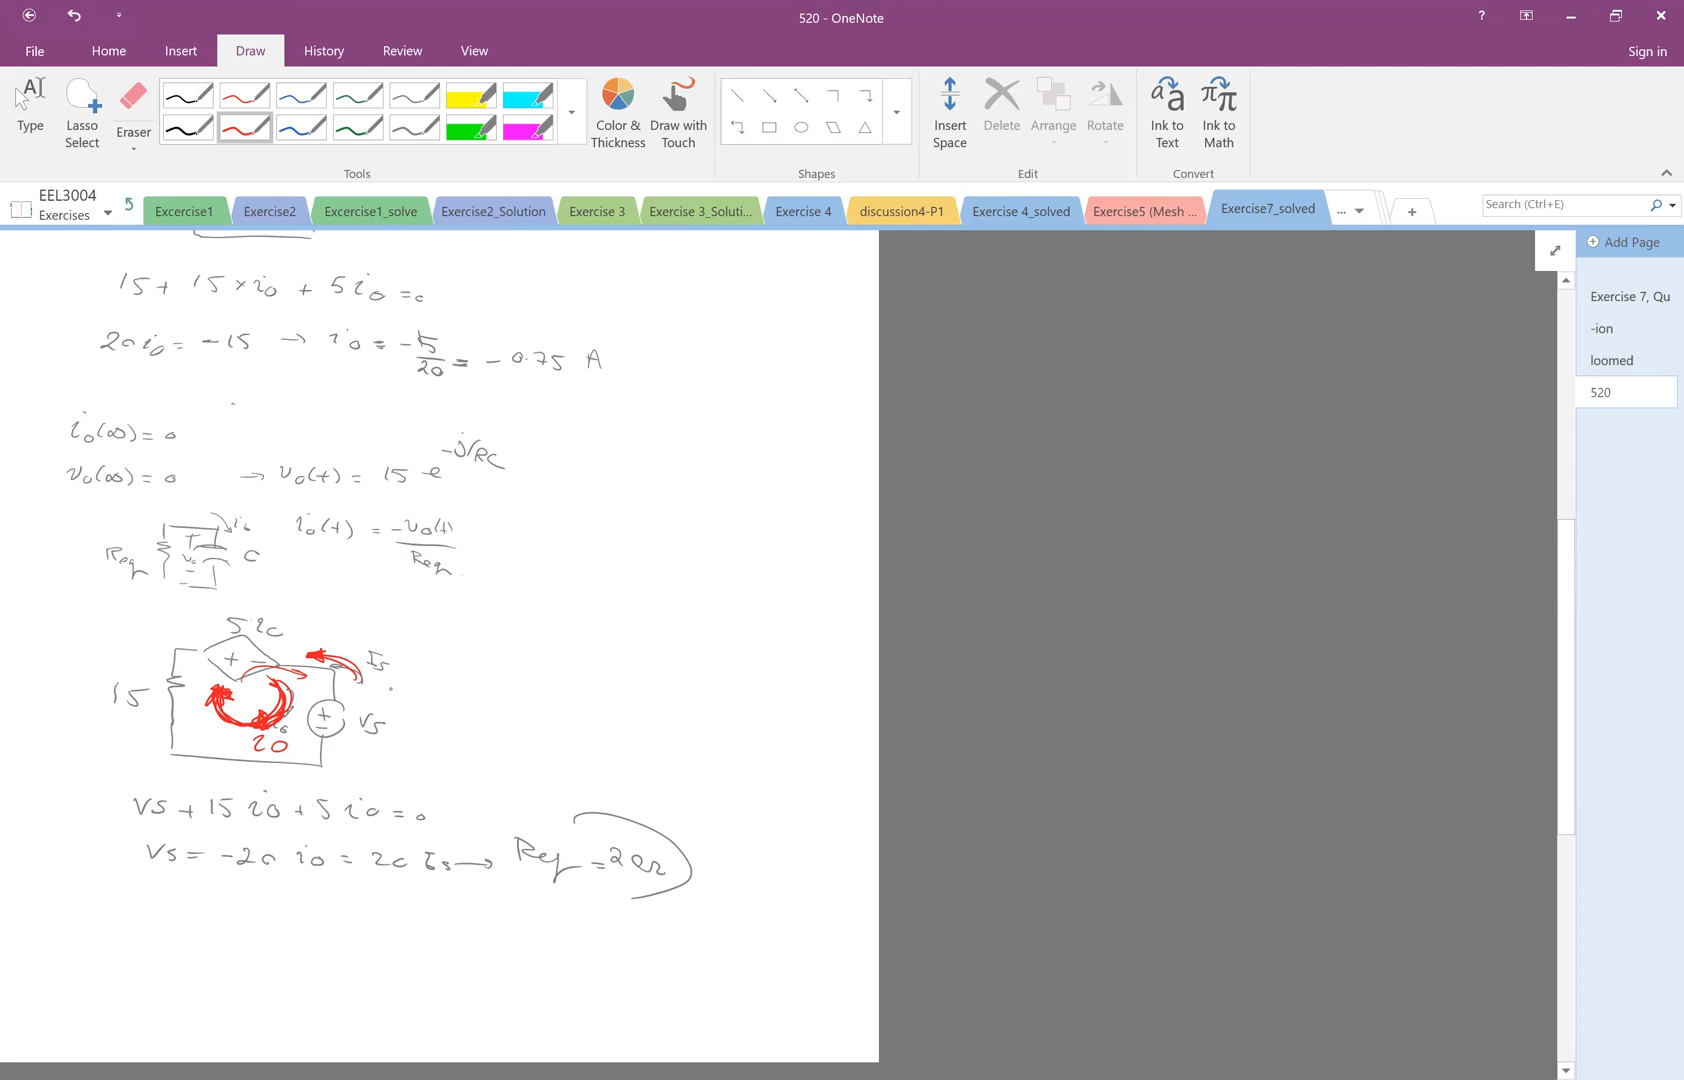 520 - OneNote
?
File
Home
Insert
Draw
History
Review
View
Sign in
Type
Lasso Select
Eraser
Color & Thickness
Draw with Touch
Insert Space
Delete
Arrange
Rotate
Ink to Text
Ink to Math
Tools
Shapes
Edit
Convert
EEL3004
Exercises
Excercise1
Exercise2
Excercise1_solve
Exercise2_Solution
Exercise 3
Exercise 3_Soluti...
Exercise 4
discussion4-P1
Exercise 4_solved
Exercise5 (Mesh ...
Exercise7_solved
...
Search (Ctrl+E)
Add Page
Exercise 7, Qu
-ion
loomed
520
15 + 15 × i0 + 5 i0 = 0
20 i0 = -15 → i0 = -15/20 = -0.75 A
i0(∞) = 0
v0(∞) = 0 → v0(t) = 15 e
Req
i0
v0
C
i0(t) = -v0(t)/Req
5 i0
+ -
Is
15
+
-
Vs
i0
Vs + 15 i0 + 5 i0 = 0
Vs = -20 i0 = 20 Is → Req = 20Ω